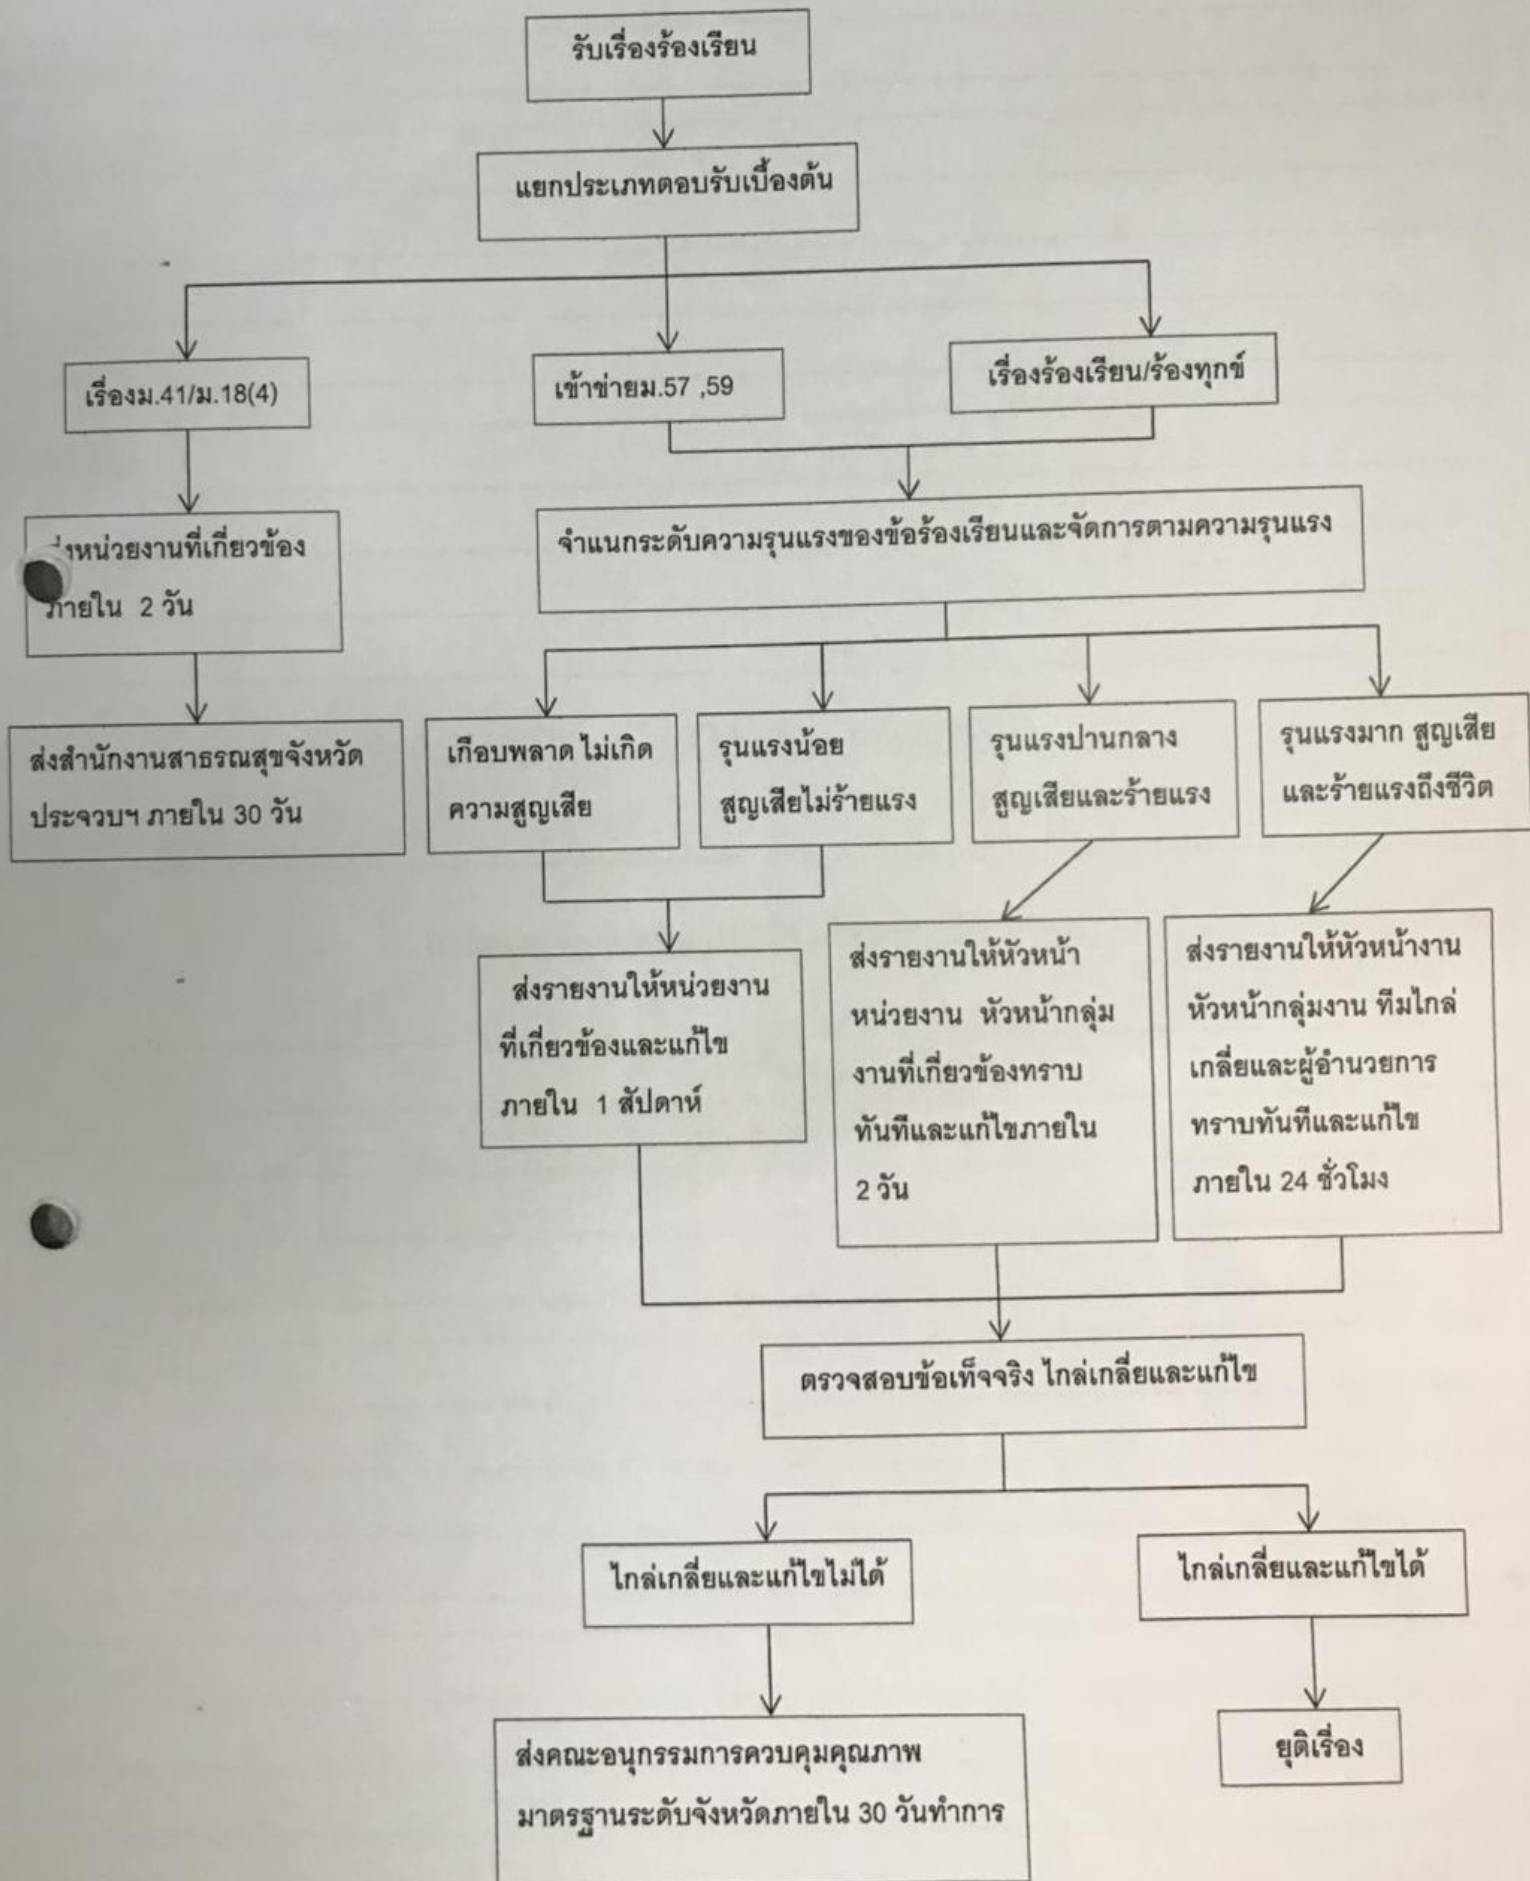 รับเรื่องร้องเรียน
แยกประเภทตอบรับเบื้องต้น
เรื่องม.41/ม.18(4)
เข้าข่ายม.57 ,59
เรื่องร้องเรียน/ร้องทุกข์
หน่วยงานที่เกี่ยวข้อง
ภายใน 2 วัน
จำแนกระดับความรุนแรงของข้อร้องเรียนและจัดการตามความรุนแรง
ส่งสำนักงานสาธรณสุขจังหวัด
ประจวบฯ ภายใน 30 วัน
เกือบพลาด ไม่เกิด
ความสูญเสีย
รุนแรงน้อย
สูญเสียไม่ร้ายแรง
รุนแรงปานกลาง
สูญเสียและร้ายแรง
รุนแรงมาก สูญเสีย
และร้ายแรงถึงชีวิต
ส่งรายงานให้หน่วยงาน
ที่เกี่ยวข้องและแก้ไข
ภายใน 1 สัปดาห์
ส่งรายงานให้หัวหน้า
หน่วยงาน หัวหน้ากลุ่ม
งานที่เกี่ยวข้องทราบ
ทันทีและแก้ไขภายใน
2 วัน
ส่งรายงานให้หัวหน้างาน
หัวหน้ากลุ่มงาน ทีมไกล่
เกลี่ยและผู้อำนวยการ
ทราบทันทีและแก้ไข
ภายใน 24 ชั่วโมง
ตรวจสอบข้อเท็จจริง ไกล่เกลี่ยและแก้ไข
ไกล่เกลี่ยและแก้ไขไม่ได้
ไกล่เกลี่ยและแก้ไขได้
ส่งคณะอนุกรรมการควบคุมคุณภาพ
มาตรฐานระดับจังหวัดภายใน 30 วันทำการ
ยุติเรื่อง